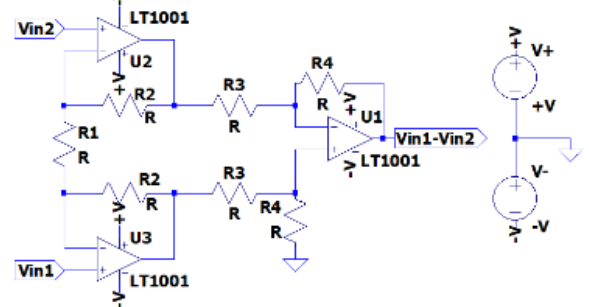 LT1001
Vin2
U2
+V
R2
R
R4
R
R3
R
+V
U1
Vin1-Vin2
-V
LT1001
R1
R
R2
R
+V
R3
R
R4
R
U3
Vin1
LT1001
-V
+V
V+
+V
V-
-V
-V